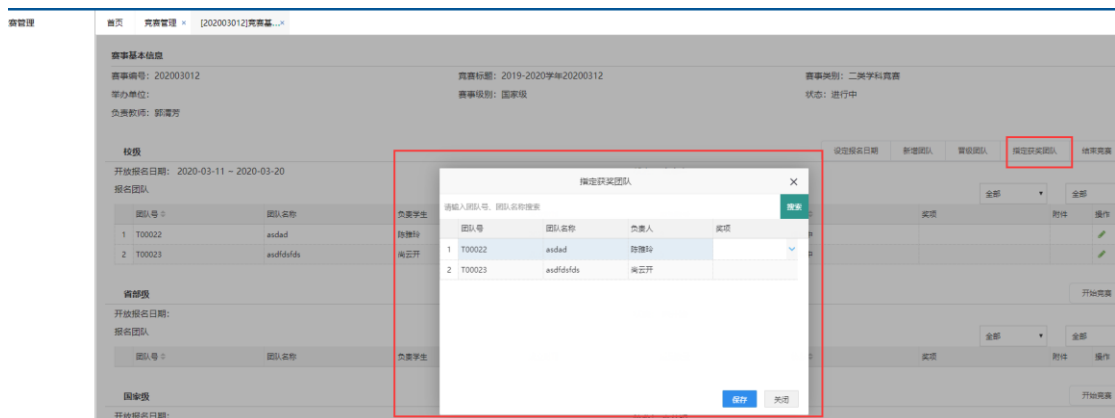 赛管理
首页 竞赛管理 × [202003012]竞赛基...×
赛事基本信息
赛事编号：202003012 竞赛标题：2019-2020学年20200312 赛事类别：二类学科竞赛
举办单位： 赛事级别：国家级 状态：进行中
负责教师：郭清芳
校级 设定报名日期 新增团队 晋级团队 指定获奖团队 结束竞赛
开放报名日期： 2020-03-11 ~ 2020-03-20
报名团队 全部 全部
团队号 团队名称 负责学生 奖项 附件 操作
1 T00022 asdad 陈雅玲
2 T00023 asdfdsfds 尚云开
指定获奖团队 ×
请输入团队号、团队名称搜索 搜索
团队号 团队名称 负责人 奖项
1 T00022 asdad 陈雅玲
2 T00023 asdfdsfds 尚云开
保存 关闭
省部级 开始竞赛
开放报名日期：
报名团队 全部 全部
团队号 团队名称 负责学生 奖项 附件 操作
国家级 开始竞赛
开放报名日期：